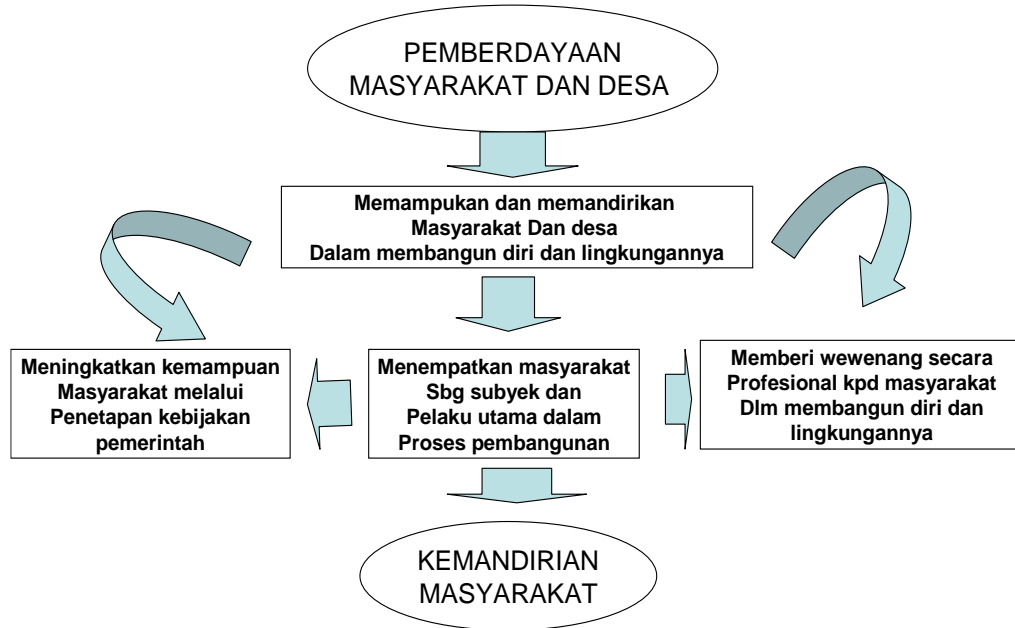 PEMBERDAYAAN
MASYARAKAT DAN DESA
Memampukan dan memandirikan
Masyarakat Dan desa
Dalam membangun diri dan lingkungannya
Meningkatkan kemampuan
Masyarakat melalui
Penetapan kebijakan
pemerintah
Menempatkan masyarakat
Sbg subyek dan
Pelaku utama dalam
Proses pembangunan
Memberi wewenang secara
Profesional kpd masyarakat
Dlm membangun diri dan
lingkungannya
KEMANDIRIAN
MASYARAKAT